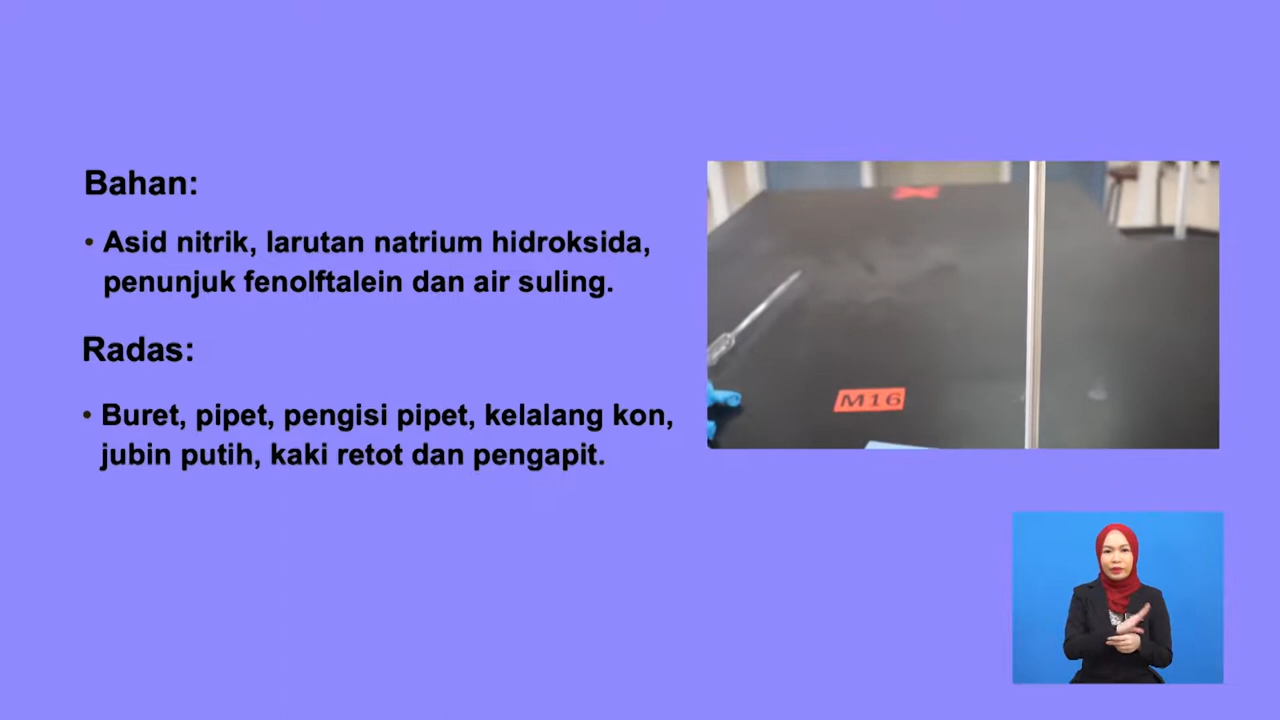 Bahan:
• Asid nitrik, larutan natrium hidroksida,
penunjuk fenolftalein dan air suling.
Radas:
• Buret, pipet, pengisi pipet, kelalang kon,
jubin putih, kaki retot dan pengapit.
M16